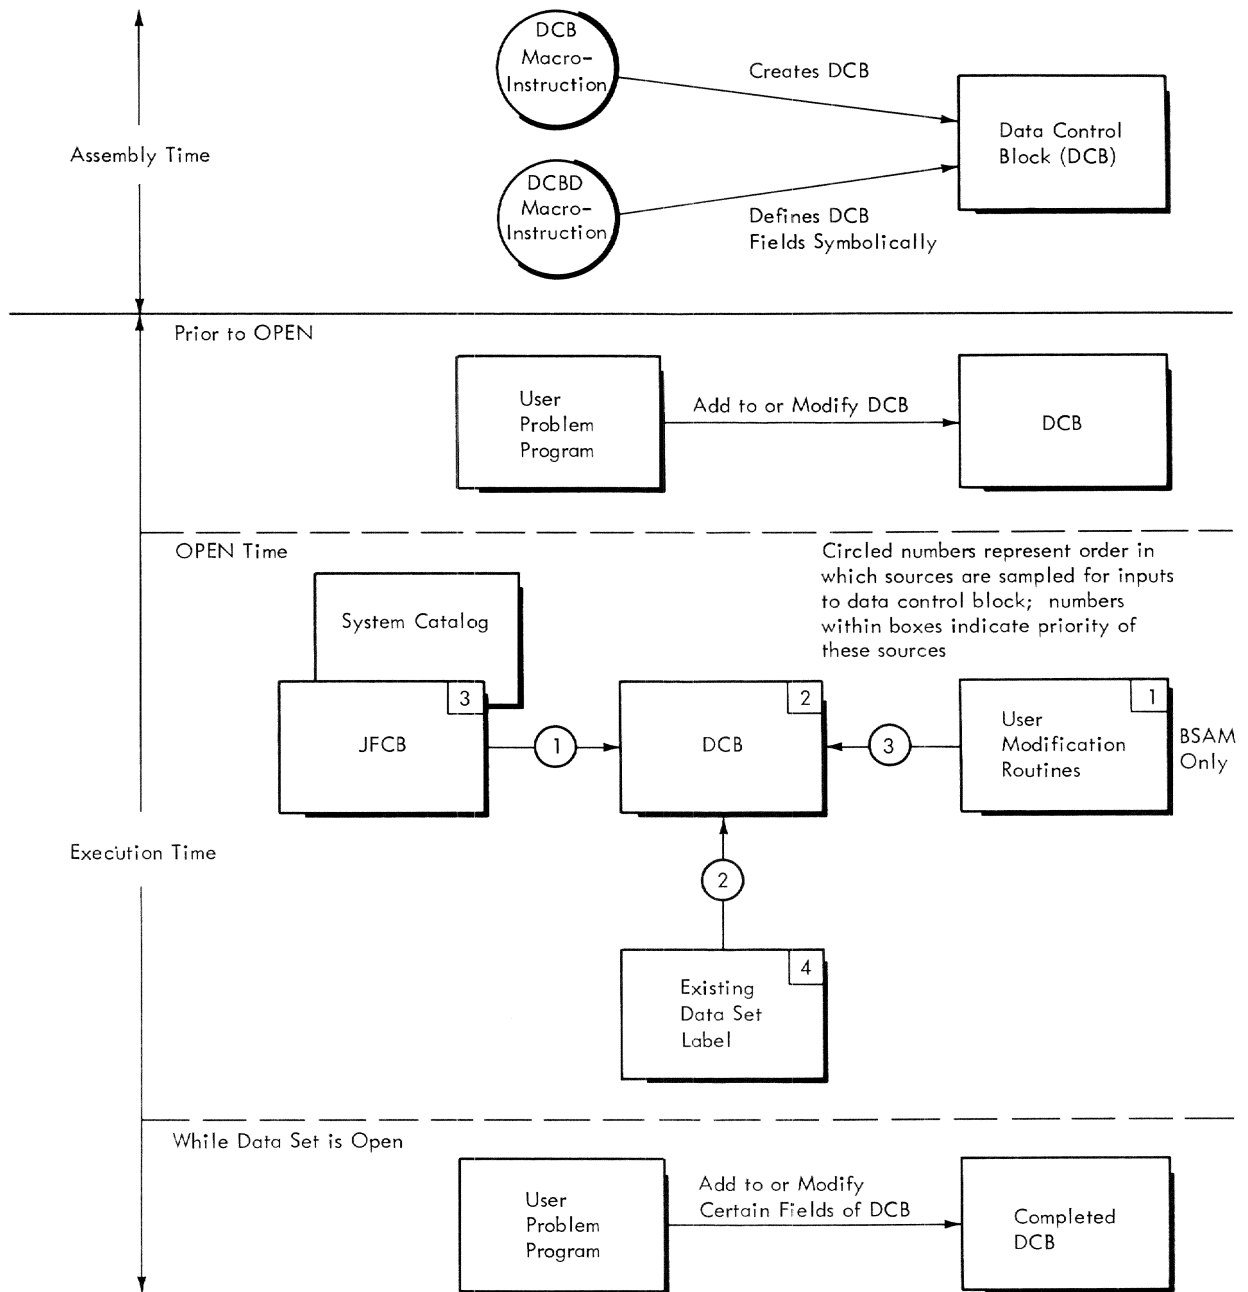 DCB
Macro-
Instruction
Creates DCB
Data Control
Block (DCB)
Assembly Time
DCBD
Macro-
Instruction
Defines DCB
Fields Symbolically
Prior to OPEN
User
Problem
Program
Add to or Modify DCB
DCB
OPEN Time
Circled numbers represent order in
which sources are sampled for inputs
to data control block; numbers
within boxes indicate priority of
these sources
System Catalog
3
JFCB
1
2
DCB
3
1
User
Modification
Routines
BSAM
Only
Execution Time
2
4
Existing
Data Set
Label
While Data Set is Open
User
Problem
Program
Add to or Modify
Certain Fields of DCB
Completed
DCB